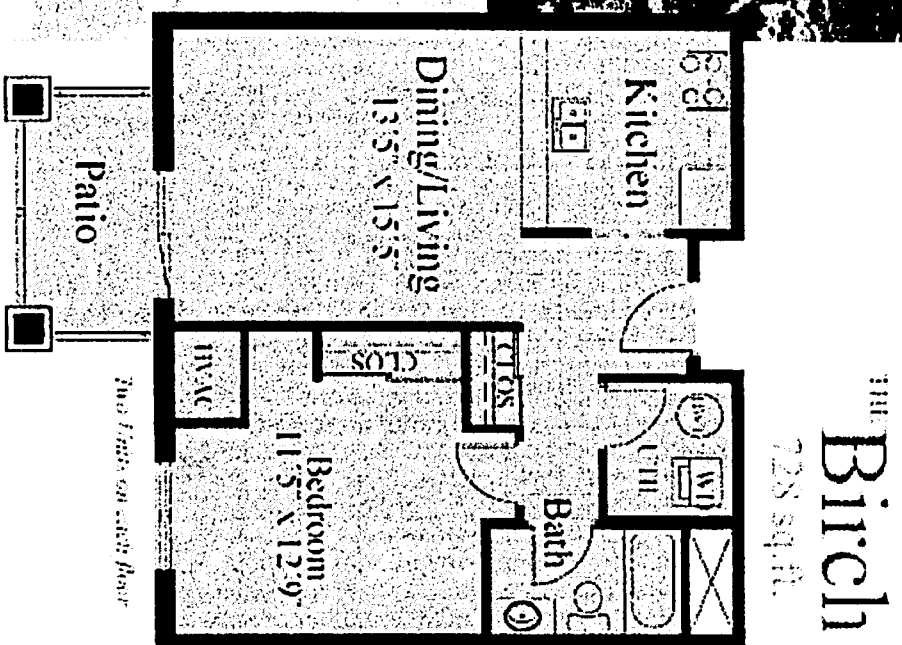 THE
Birch
728 sq.ft.
Kitchen
Dining/Living
13'5" x 15'5"
Patio
CLOS
CLOS
HVAC
UTIL
Bath
Bedroom
11'5" x 12'9"